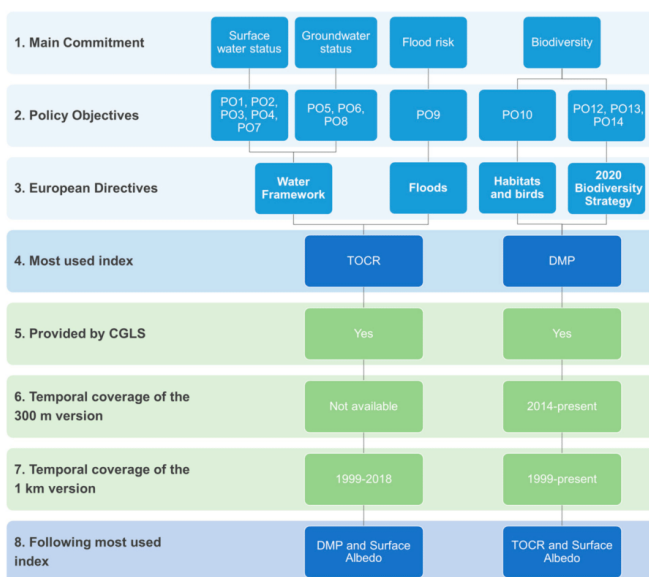 1. Main Commitment
Surface
water status
Groundwater
status
Flood risk
Biodiversity
2. Policy Objectives
PO1, PO2,
PO3, PO4,
PO7
PO5, PO6,
PO8
PO9
PO10
PO12, PO13,
PO14
3. European Directives
Water
Framework
Floods
Habitats
and birds
2020
Biodiversity
Strategy
4. Most used index
TOCR
DMP
5. Provided by CGLS
Yes
Yes
6. Temporal coverage of the
300 m version
Not available
2014-present
7. Temporal coverage of the
1 km version
1999-2018
1999-present
8. Following most used
index
DMP and Surface
Albedo
TOCR and Surface
Albedo